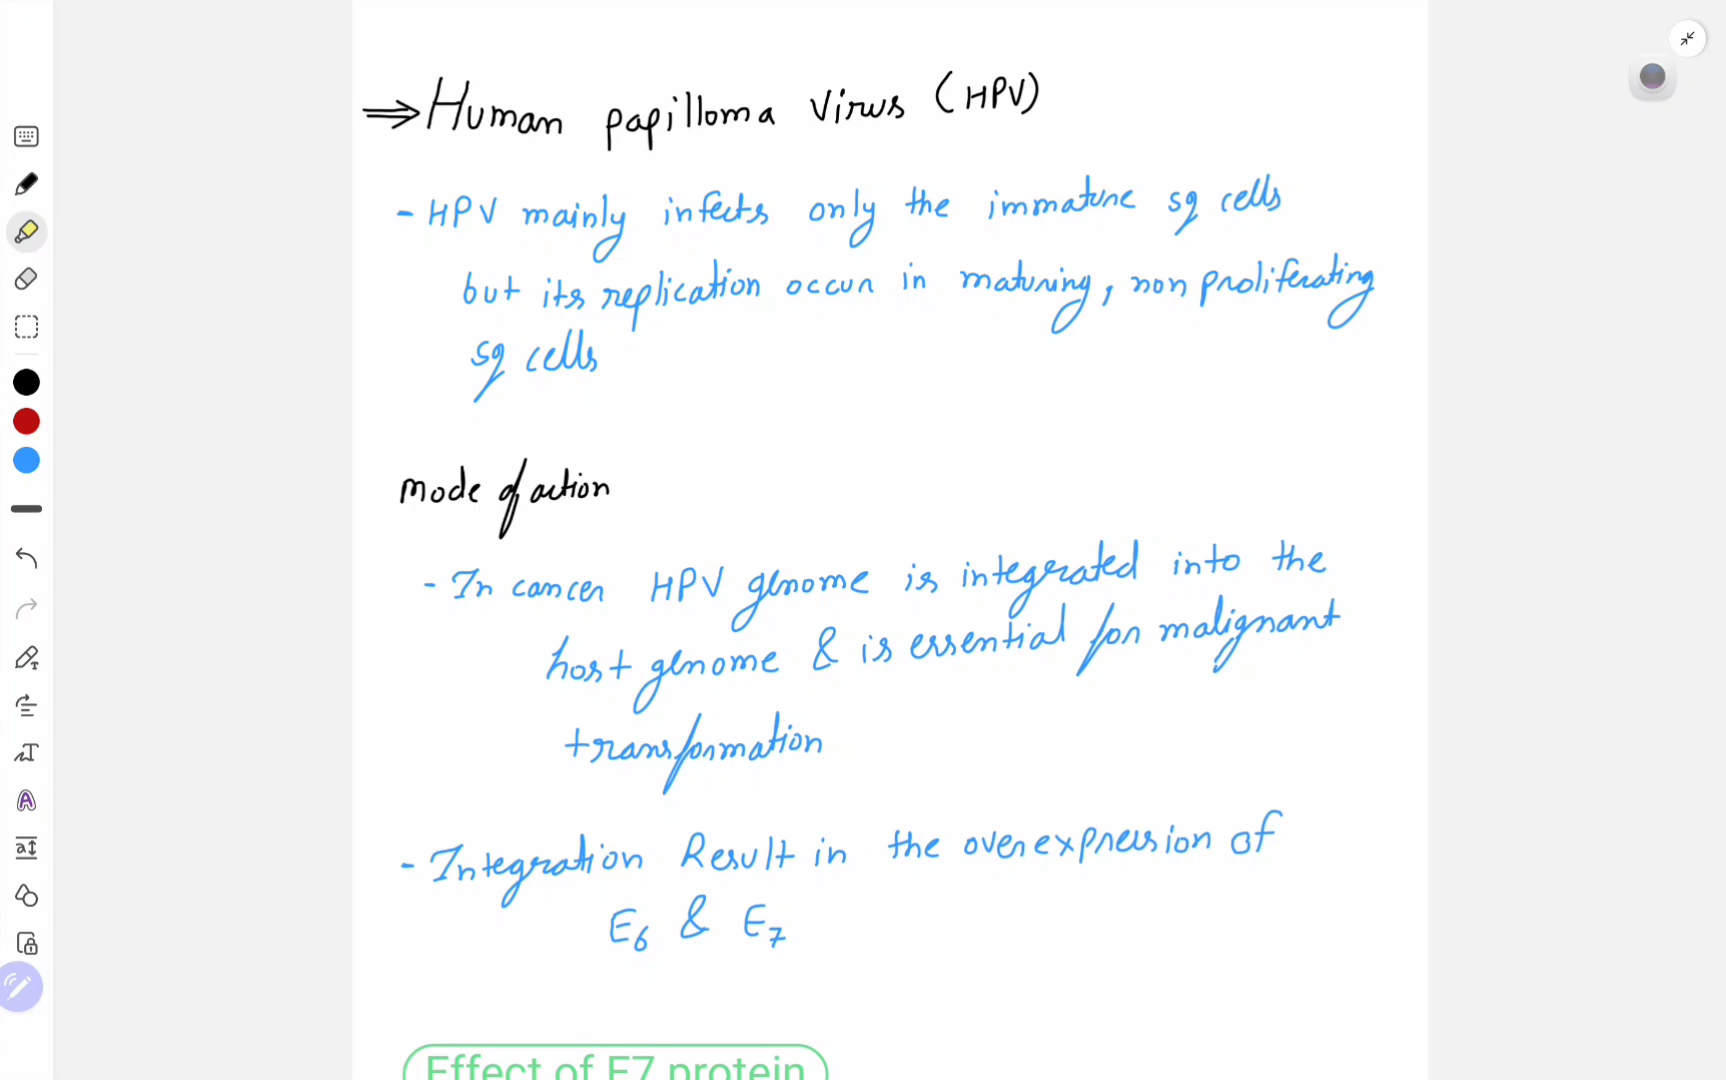 ⇒ Human papilloma virus (HPV)
- HPV mainly infects only the immature sq cells
but its replication occur in maturing, non proliferating
sq cells
Mode of action
- In cancer HPV genome is integrated into the
host genome & is essential for malignant
transformation
- Integration Result in the overexpression of
E6 & E7
Effect of E7 protein